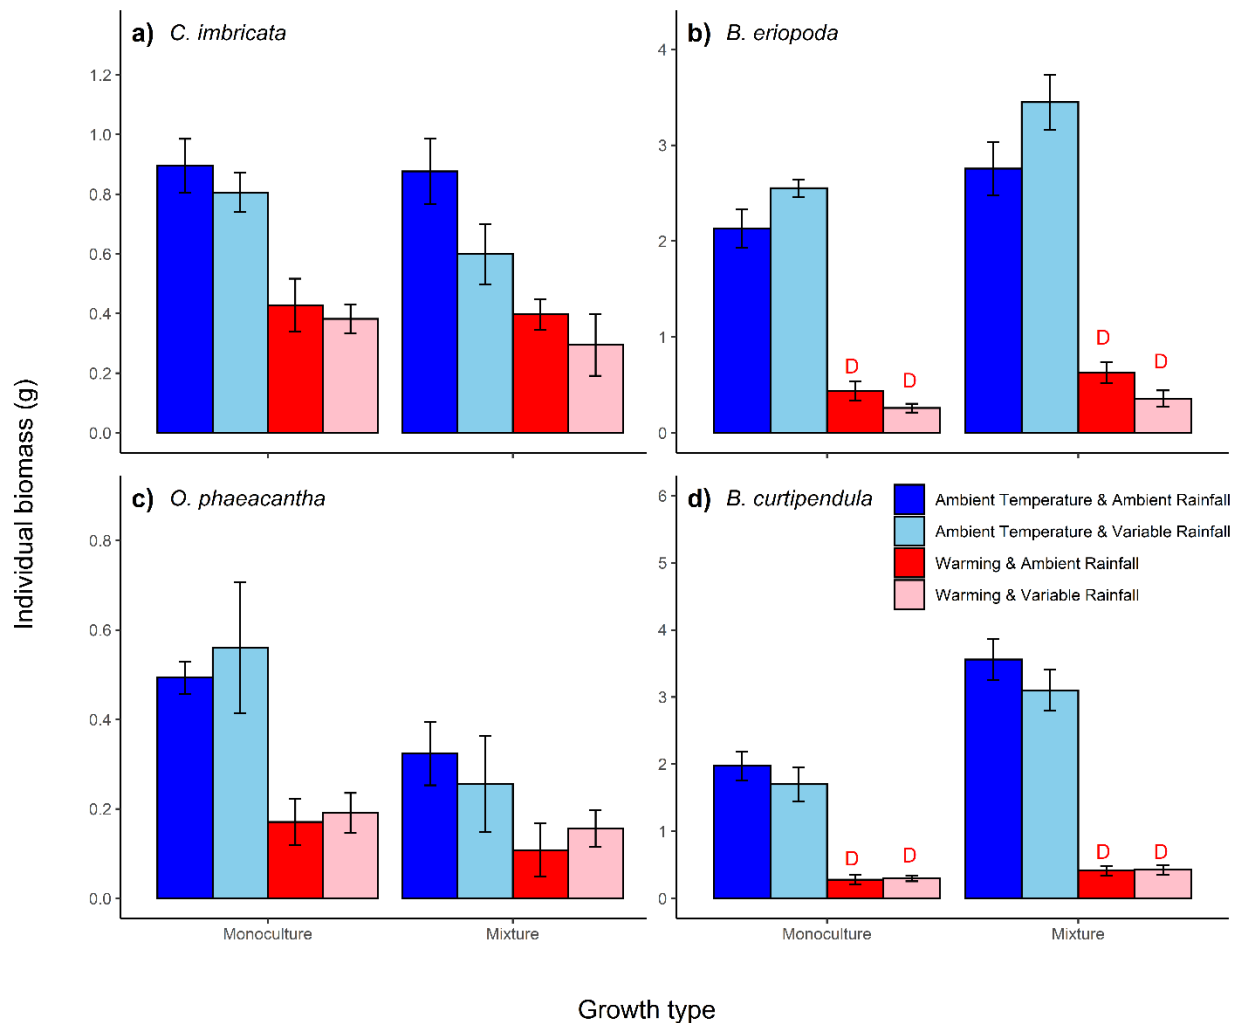 a) C. imbricata
1.2
1.0
0.8
0.6
0.4
0.2
0.0
b) B. eriopoda
4
3
2
1
0
D
D
D
D
c) O. phaeacantha
0.8
0.6
0.4
0.2
0.0
Monoculture
Mixture
d) B. curtipendula
6
5
4
3
2
1
0
Ambient Temperature & Ambient Rainfall
Ambient Temperature & Variable Rainfall
Warming & Ambient Rainfall
Warming & Variable Rainfall
D
D
D
D
Monoculture
Mixture
Individual biomass (g)
Growth type